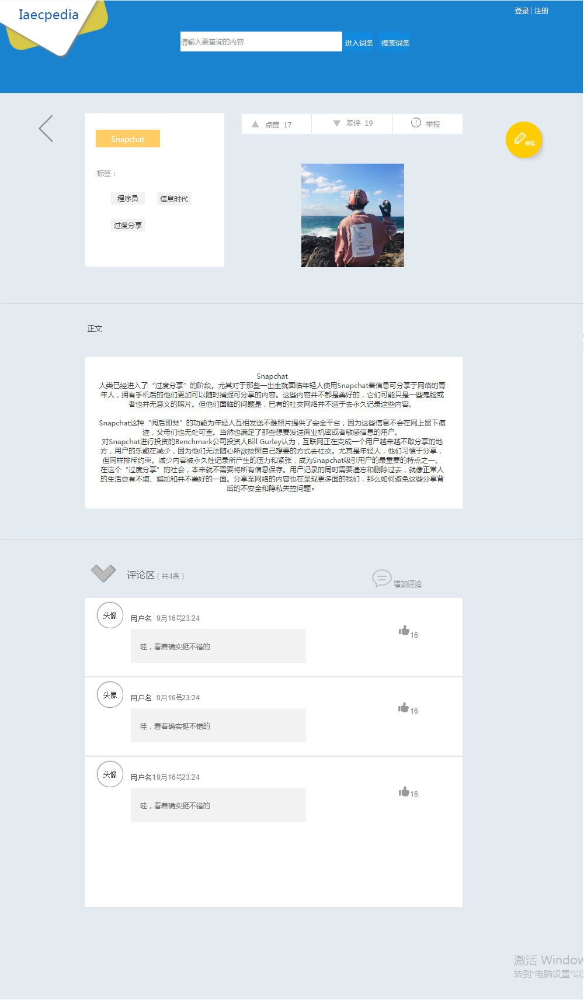 Iaecpedia
登录 | 注册
请输入要查询的内容
进入词条 搜索词条
Snapchat
标签：
程序员 信息时代
过度分享
点赞 17 差评 19 举报
编辑
正文
Snapchat
人类已经进入了“过度分享”的阶段。尤其对于那些一出生就面临年轻人使用Snapchat着信息可分享于网络的青
年人，拥有手机后的他们更加可以随时捕捉可分享的内容。这些内容并不都是美好的，它们可能只是一些鬼脸或
者也并无意义的照片。但他们面临的问题是，已有的社交网络并不适于去永久记录这些内容。
Snapchat这种“阅后即焚”的功能为年轻人互相发送不雅照片提供了安全平台，因为这些信息不会在网上留下痕
迹，父母们也无处可查。当然也满足了那些想要发送商业机密或者敏感信息的用户。
对Snapchat进行投资的Benchmark公司投资人Bill Gurley认为，互联网正在变成一个用户越来越不敢分享的地
方，用户的乐趣在减少，因为他们无法随心所欲按照自己想要的方式去社交。尤其是年轻人，他们习惯于分享，
但同样排斥约束。减少内容被永久性记录所产生的压力和紧张，成为Snapchat吸引用户的最重要的特点之一。
在这个“过度分享”的社会，本来就不需要将所有信息保存。用户记录的同时需要遗忘和删除过去，就像正常人
的生活总有不堪、尴尬和并不美好的一面。分享至网络的内容也在呈现更多面的我们，那么如何避免这些分享背
后的不安全和隐私失控问题。
评论区（共4条）
增加评论
头像 用户名 9月16号23:24
哇，看着确实挺不错的
16
头像 用户名 9月16号23:24
哇，看着确实挺不错的
16
头像 用户名19月16号23:24
哇，看着确实挺不错的
16
激活 Window
转到“电脑设置”以